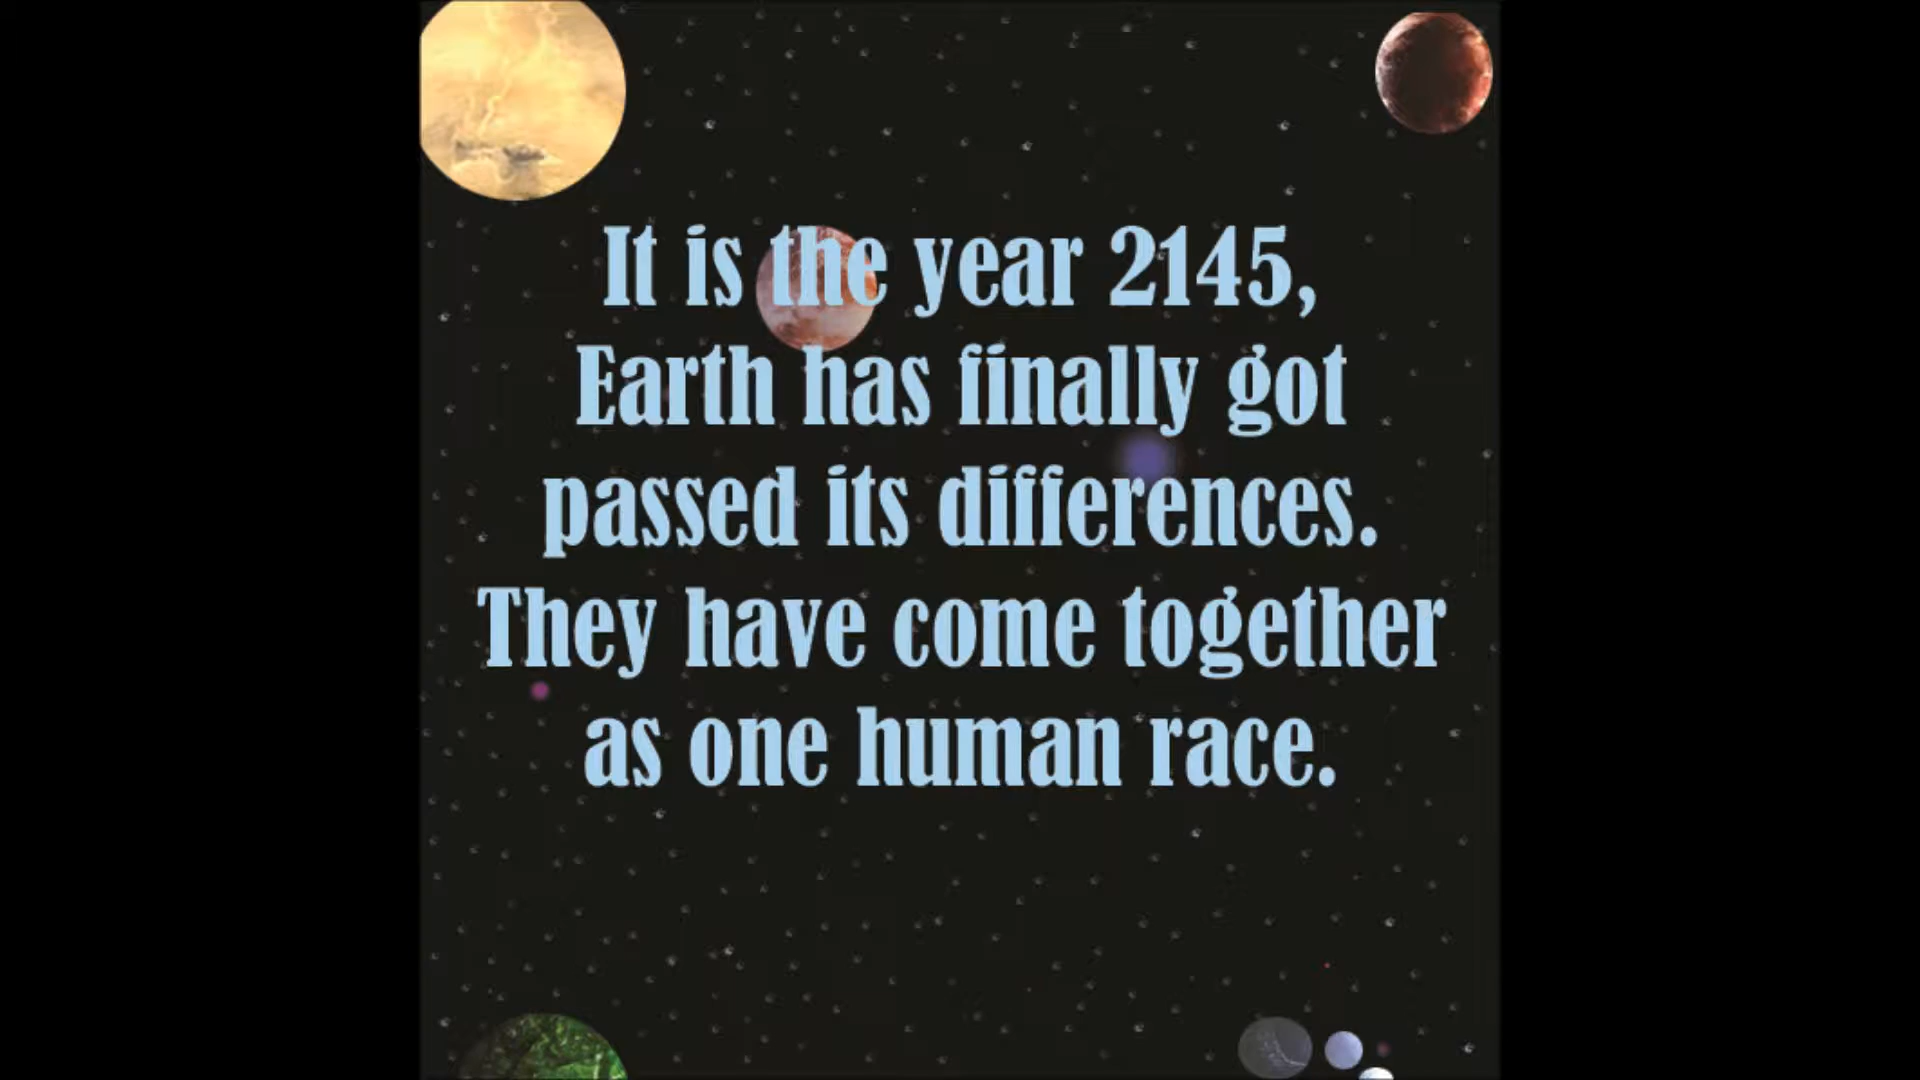 It is the year 2145,
Earth has finally got
passed its differences.
They have come together
as one human race.